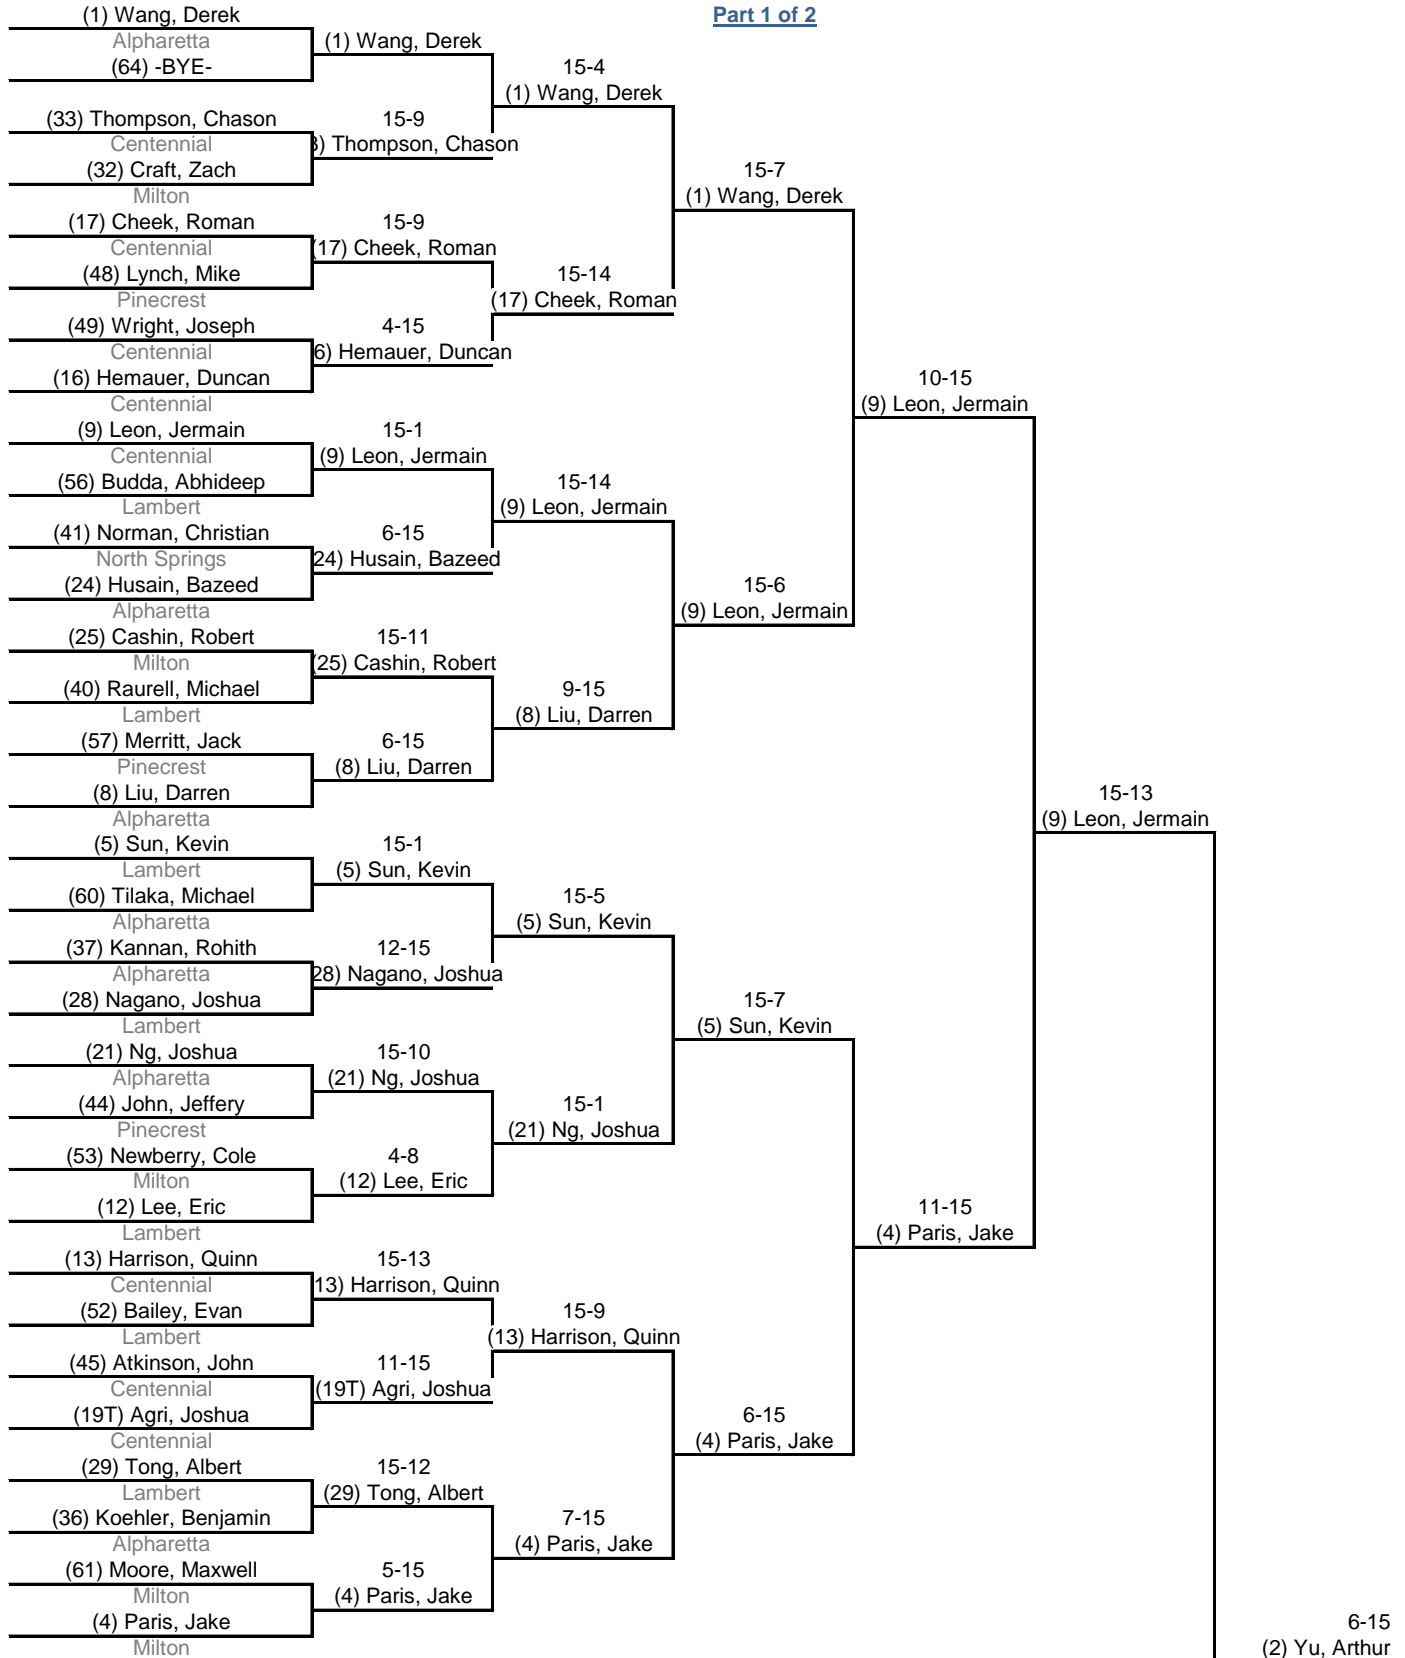 Part 1 of 2
(1) Wang, Derek
Alpharetta
(64) -BYE-
(33) Thompson, Chason
Centennial
(32) Craft, Zach
Milton
(17) Cheek, Roman
Centennial
(48) Lynch, Mike
Pinecrest
(49) Wright, Joseph
Centennial
(16) Hemauer, Duncan
Centennial
(9) Leon, Jermain
Centennial
(56) Budda, Abhideep
Lambert
(41) Norman, Christian
North Springs
(24) Husain, Bazeed
Alpharetta
(25) Cashin, Robert
Milton
(40) Raurell, Michael
Lambert
(57) Merritt, Jack
Pinecrest
(8) Liu, Darren
Alpharetta
(5) Sun, Kevin
Lambert
(60) Tilaka, Michael
Alpharetta
(37) Kannan, Rohith
Alpharetta
(28) Nagano, Joshua
Lambert
(21) Ng, Joshua
Alpharetta
(44) John, Jeffery
Pinecrest
(53) Newberry, Cole
Milton
(12) Lee, Eric
Lambert
(13) Harrison, Quinn
Centennial
(52) Bailey, Evan
Lambert
(45) Atkinson, John
Centennial
(19T) Agri, Joshua
Centennial
(29) Tong, Albert
Lambert
(36) Koehler, Benjamin
Alpharetta
(61) Moore, Maxwell
Milton
(4) Paris, Jake
Milton
(1) Wang, Derek
15-9
3) Thompson, Chason
15-9
(17) Cheek, Roman
4-15
6) Hemauer, Duncan
15-1
(9) Leon, Jermain
6-15
24) Husain, Bazeed
15-11
(25) Cashin, Robert
6-15
(8) Liu, Darren
15-1
(5) Sun, Kevin
12-15
28) Nagano, Joshua
15-10
(21) Ng, Joshua
4-8
(12) Lee, Eric
15-13
13) Harrison, Quinn
11-15
(19T) Agri, Joshua
15-12
(29) Tong, Albert
5-15
(4) Paris, Jake
15-4
(1) Wang, Derek
15-14
(17) Cheek, Roman
15-14
(9) Leon, Jermain
9-15
(8) Liu, Darren
15-5
(5) Sun, Kevin
15-1
(21) Ng, Joshua
15-9
(13) Harrison, Quinn
7-15
(4) Paris, Jake
15-7
(1) Wang, Derek
15-6
(9) Leon, Jermain
15-7
(5) Sun, Kevin
6-15
(4) Paris, Jake
10-15
(9) Leon, Jermain
11-15
(4) Paris, Jake
15-13
(9) Leon, Jermain
6-15
(2) Yu, Arthur